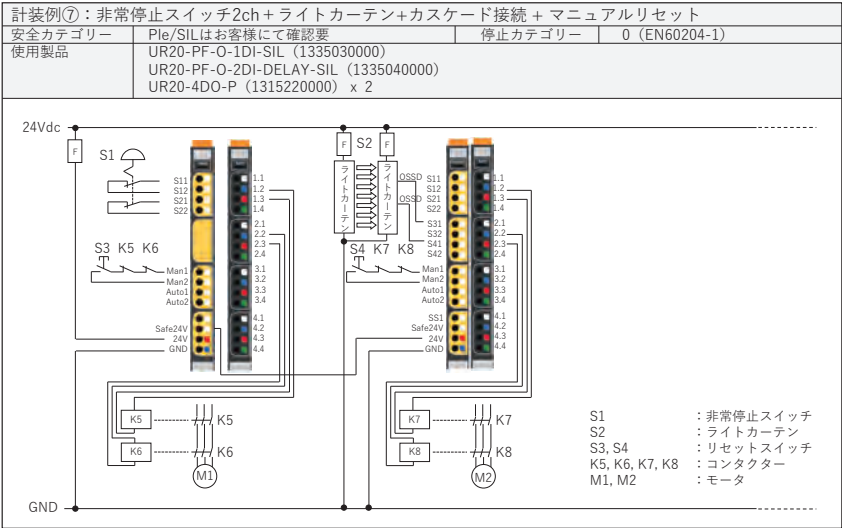 計装例⑦：非常停止スイッチ2ch＋ライトカーテン+カスケード接続 + マニュアルリセット
安全カテゴリー Ple/SILはお客様にて確認要 停止カテゴリー 0（EN60204-1）
使用製品 UR20-PF-O-1DI-SIL（1335030000）
UR20-PF-O-2DI-DELAY-SIL（1335040000）
UR20-4DO-P（1315220000）x 2
24Vdc
F
S1
S11
S12
S21
S22
1.1
1.2
1.3
1.4
2.1
2.2
2.3
2.4
S3 K5 K6
Man1
Man2
Auto1
Auto2
3.1
3.2
3.3
3.4
Safe24V
24V
GND
4.1
4.2
4.3
4.4
K5
K5
K6
K6
M1
F S2 F
ライトカーテン
ライトカーテン
OSSD
OSSD
S11
S12
S21
S22
1.1
1.2
1.3
1.4
S31
S32
S41
S42
2.1
2.2
2.3
2.4
S4 K7 K8
Man1
Man2
Auto1
Auto2
3.1
3.2
3.3
3.4
SS1
Safe24V
24V
GND
4.1
4.2
4.3
4.4
K7
K7
K8
K8
M2
S1 ：非常停止スイッチ
S2 ：ライトカーテン
S3, S4 ：リセットスイッチ
K5, K6, K7, K8 ：コンタクター
M1, M2 ：モータ
GND